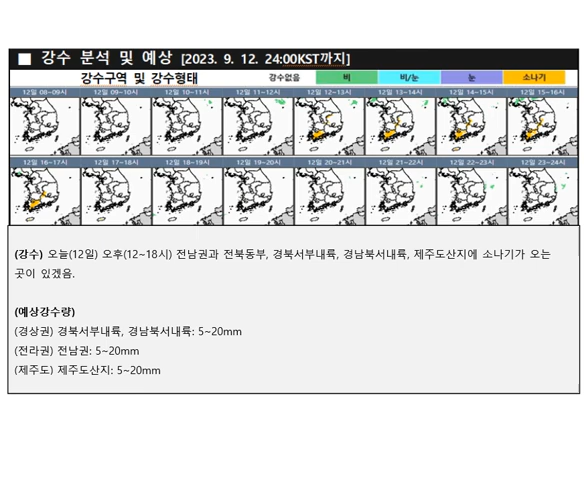 ■ 강수 분석 및 예상 [2023. 9. 12. 24:00KST까지]
강수구역 및 강수형태 강수없음 비 비/눈 눈 소나기
12일 08~09시 12일 09~10시 12일 10~11시 12일 11~12시 12일 12~13시 12일 13~14시 12일 14~15시 12일 15~16시
12일 16~17시 12일 17~18시 12일 18~19시 12일 19~20시 12일 20~21시 12일 21~22시 12일 22~23시 12일 23~24시
(강수) 오늘(12일) 오후(12~18시) 전남권과 전북동부, 경북서부내륙, 경남북서내륙, 제주도산지에 소나기가 오는
곳이 있겠음.
(예상강수량)
(경상권) 경북서부내륙, 경남북서내륙: 5~20mm
(전라권) 전남권: 5~20mm
(제주도) 제주도산지: 5~20mm